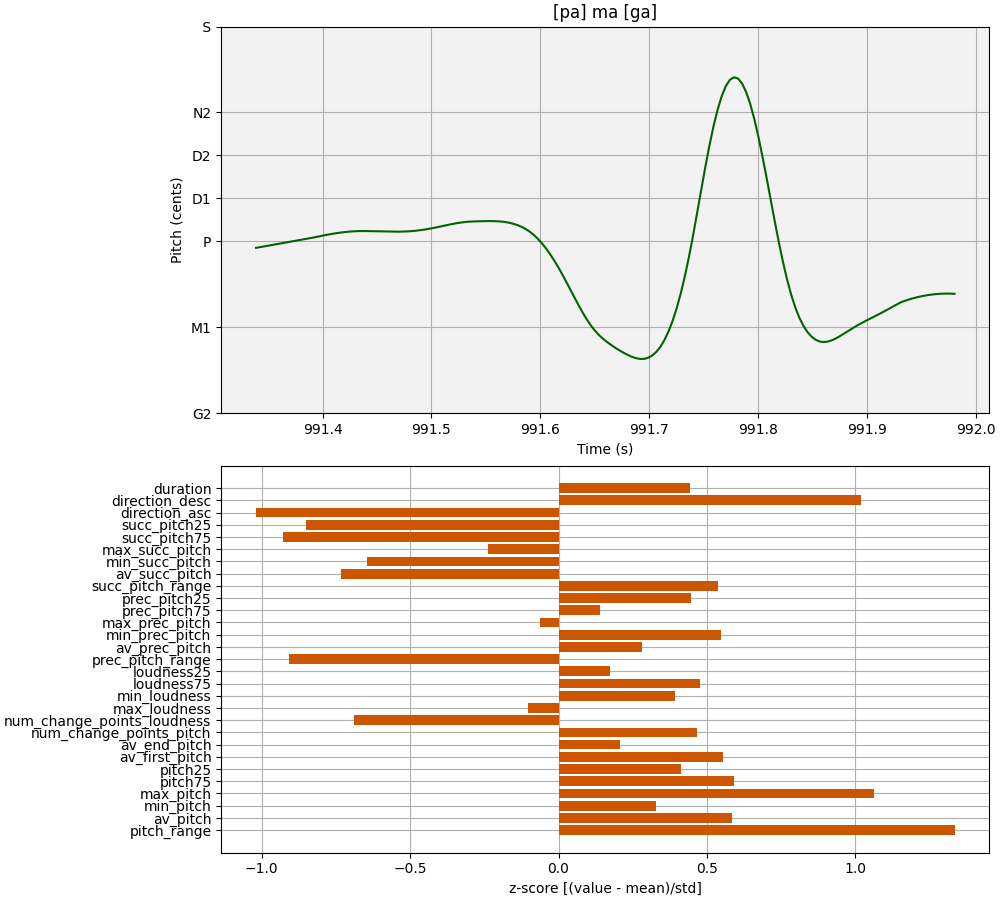 [pa] ma [ga]
S
N2
D2
D1
P
M1
G2
Pitch (cents)
991.4 991.5 991.6 991.7 991.8 991.9 992.0
Time (s)
duration
direction_desc
direction_asc
succ_pitch25
succ_pitch75
max_succ_pitch
min_succ_pitch
av_succ_pitch
succ_pitch_range
prec_pitch25
prec_pitch75
max_prec_pitch
min_prec_pitch
av_prec_pitch
prec_pitch_range
loudness25
loudness75
min_loudness
max_loudness
num_change_points_loudness
num_change_points_pitch
av_end_pitch
av_first_pitch
pitch25
pitch75
max_pitch
min_pitch
av_pitch
pitch_range
−1.0 −0.5 0.0 0.5 1.0
z-score [(value - mean)/std]